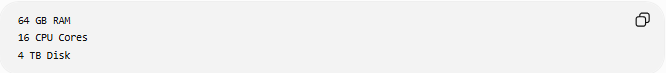 64 GB RAM
16 CPU Cores
4 TB Disk